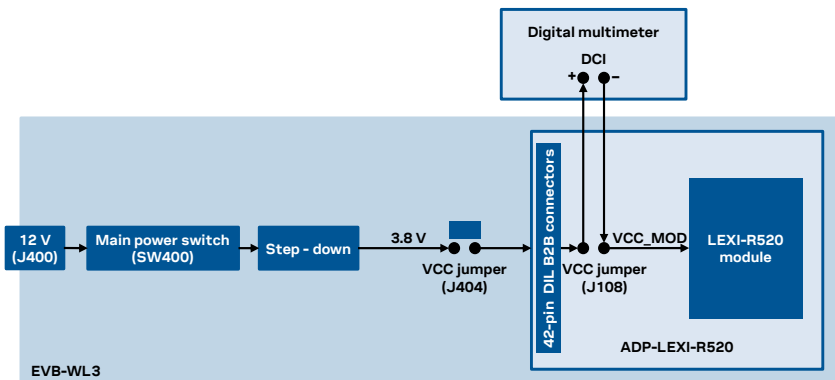 Digital multimeter
DCI
+ −
42-pin DIL B2B connectors
12 V
(J400)
Main power switch
(SW400)
Step - down
3.8 V
VCC jumper
(J404)
VCC jumper
(J108)
VCC_MOD
LEXI-R520
module
ADP-LEXI-R520
EVB-WL3